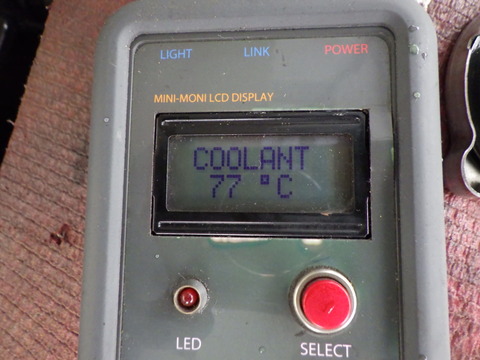 LIGHT LINK POWER
MINI-MONI LCD DISPLAY
COOLANT
77 °C
LED SELECT